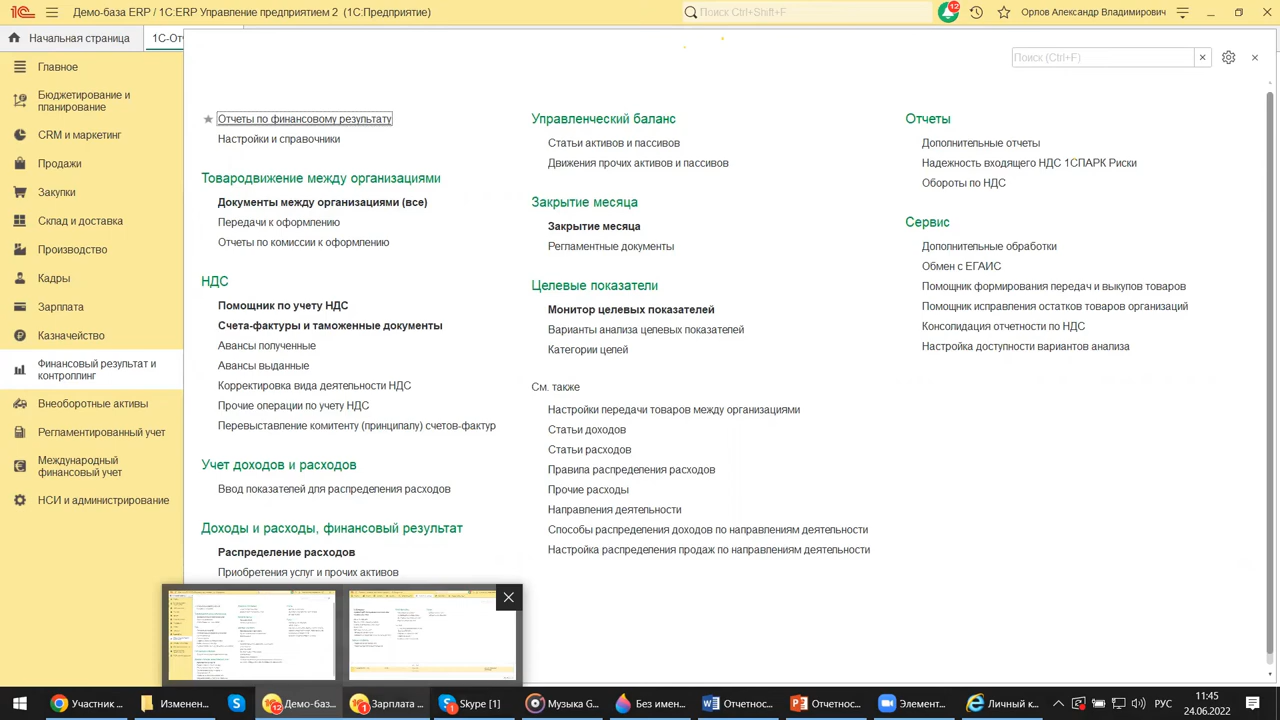 Демо-база ERP / 1С:ERP Управление предприятием 2 (1С:Предприятие)
Поиск Ctrl+Shift+F
12
Орлов Александр Владимирович
Начальная страница
1С-От
Поиск (Ctrl+F)
Главное
Бюджетирование и
планирование
CRM и маркетинг
Продажи
Закупки
Склад и доставка
Производство
Кадры
Зарплата
Казначейство
Финансовый результат и
контроллинг
Внеоборотные активы
Регламентированный учет
Международный
финансовый учет
НСИ и администрирование
Отчеты по финансовому результату
Настройки и справочники
Товародвижение между организациями
Документы между организациями (все)
Передачи к оформлению
Отчеты по комиссии к оформлению
НДС
Помощник по учету НДС
Счета-фактуры и таможенные документы
Авансы полученные
Авансы выданные
Корректировка вида деятельности НДС
Прочие операции по учету НДС
Перевыставление комитенту (принципалу) счетов-фактур
Учет доходов и расходов
Ввод показателей для распределения расходов
Доходы и расходы, финансовый результат
Распределение расходов
Приобретения услуг и прочих активов
Управленческий баланс
Статьи активов и пассивов
Движения прочих активов и пассивов
Закрытие месяца
Закрытие месяца
Регламентные документы
Целевые показатели
Монитор целевых показателей
Варианты анализа целевых показателей
Категории целей
См. также
Настройки передачи товаров между организациями
Статьи доходов
Статьи расходов
Правила распределения расходов
Прочие расходы
Направления деятельности
Способы распределения доходов по направлениям деятельности
Настройка распределения продаж по направлениям деятельности
Отчеты
Дополнительные отчеты
Надежность входящего НДС 1СПАРК Риски
Обороты по НДС
Сервис
Дополнительные обработки
Обмен с ЕГАИС
Помощник формирования передач и выкупов товаров
Помощник исправления остатков товаров организаций
Консолидация отчетности по НДС
Настройка доступности вариантов анализа
Участник ...
Изменен...
12
Демо-баз...
1
Зарплата ...
1
Skype [1]
Музыка G...
Без имен...
Отчетнос...
Отчетнос...
Элемент...
Личный к...
РУС
11:45
24.06.2022